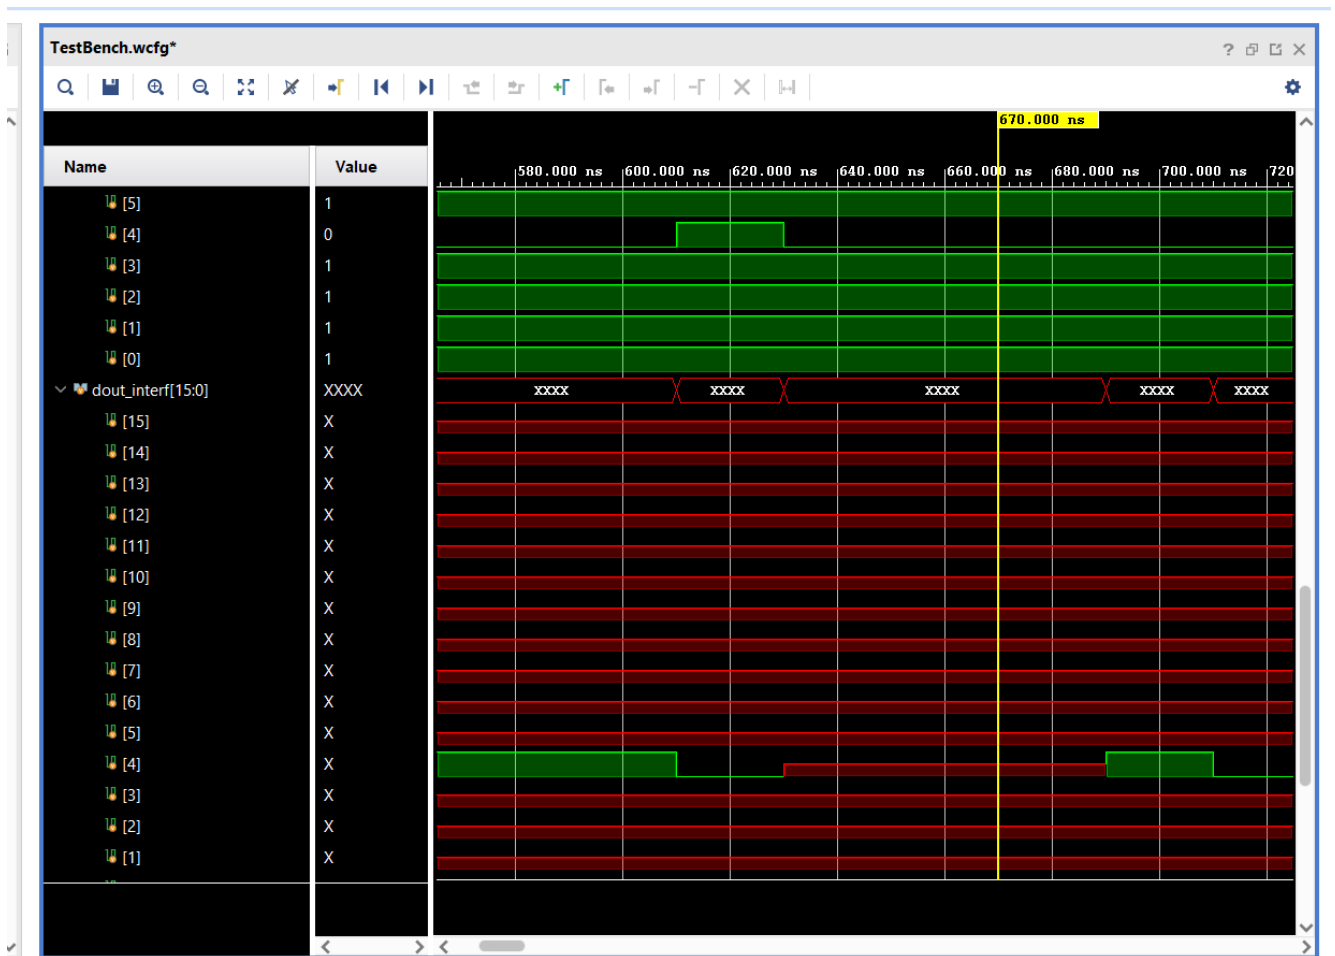 TestBench.wcfg*
670.000 ns
Name Value 580.000 ns 600.000 ns 620.000 ns 640.000 ns 660.000 ns 680.000 ns 700.000 ns 720
[5] 1
[4] 0
[3] 1
[2] 1
[1] 1
[0] 1
dout_interf[15:0] XXXX XXXX XXXX XXXX XXXX XXXX
[15] X
[14] X
[13] X
[12] X
[11] X
[10] X
[9] X
[8] X
[7] X
[6] X
[5] X
[4] X
[3] X
[2] X
[1] X